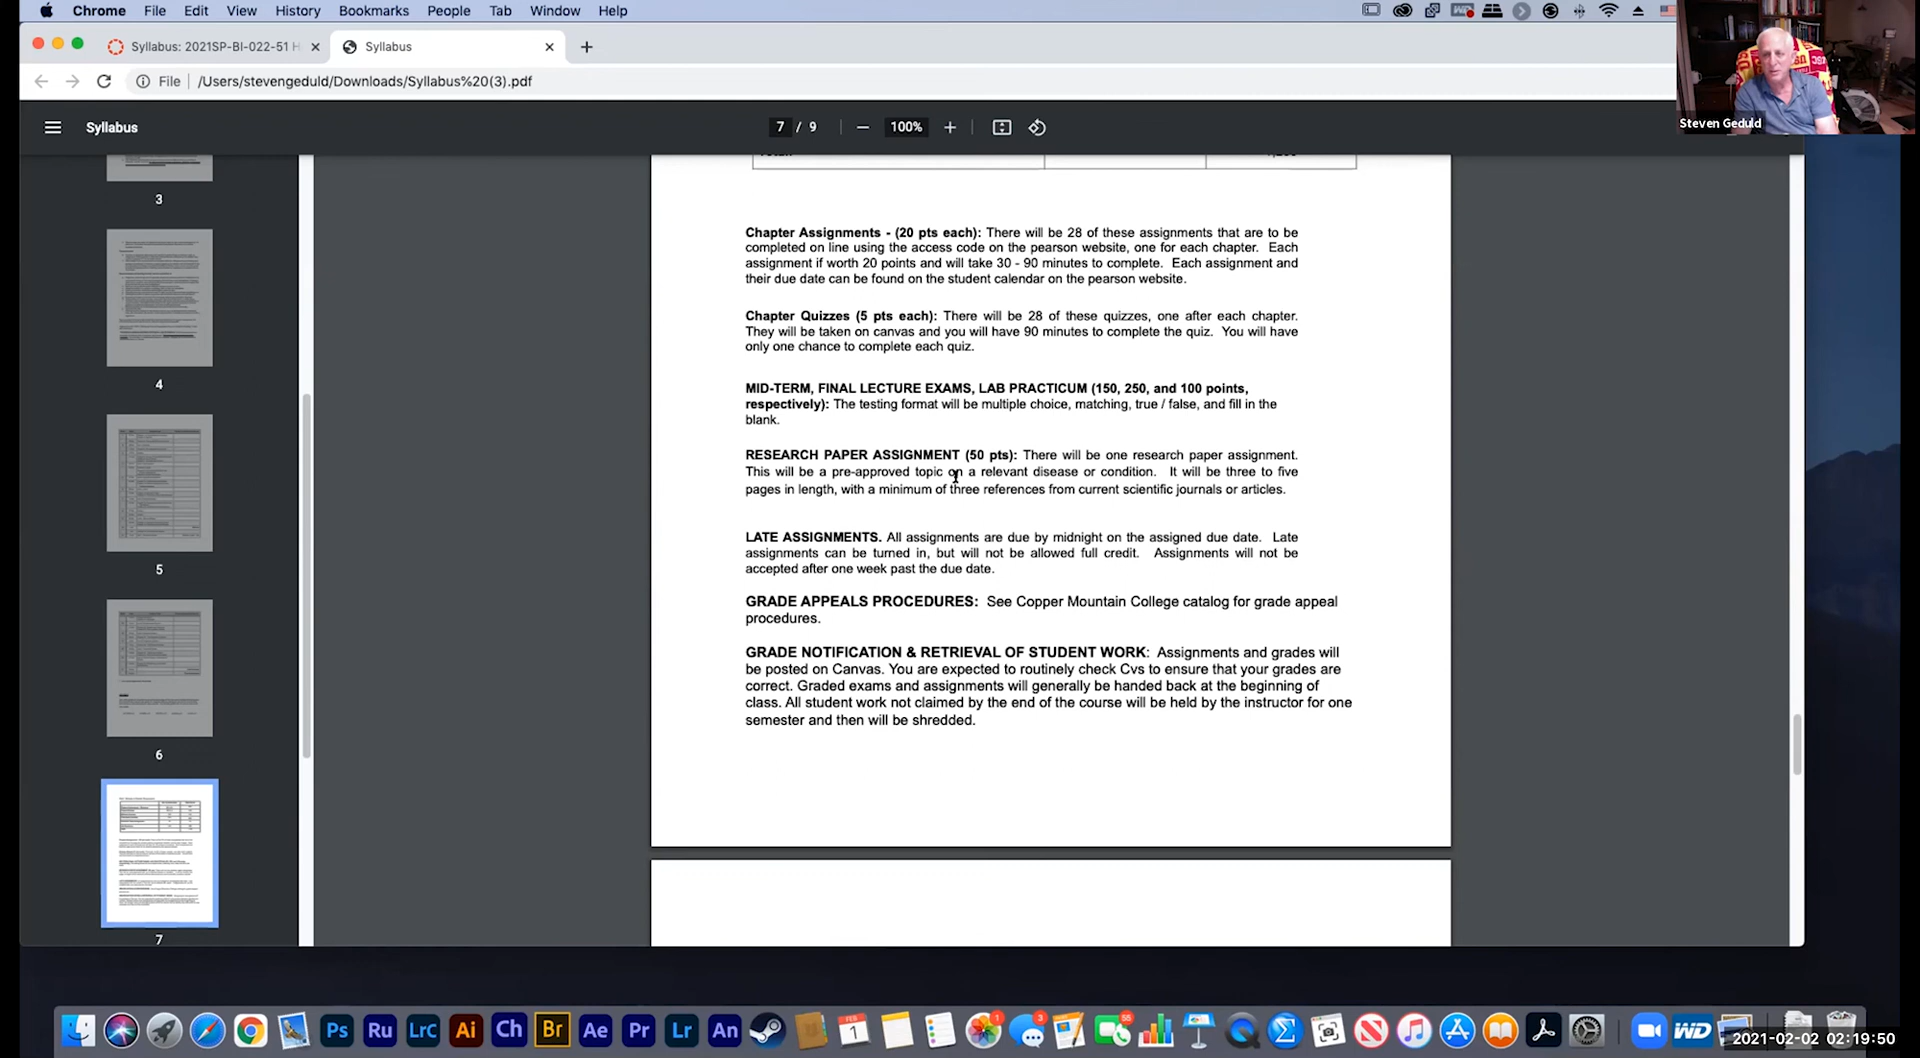 Chrome File Edit View History Bookmarks People Tab Window Help
Syllabus: 2021SP-BI-022-51 H
Syllabus
File /Users/stevengeduld/Downloads/Syllabus%20(3).pdf
Syllabus
7 / 9
100%
Steven Geduld
3
4
5
6
7
Chapter Assignments - (20 pts each): There will be 28 of these assignments that are to be
completed on line using the access code on the pearson website, one for each chapter. Each
assignment if worth 20 points and will take 30 - 90 minutes to complete. Each assignment and
their due date can be found on the student calendar on the pearson website.
Chapter Quizzes (5 pts each): There will be 28 of these quizzes, one after each chapter.
They will be taken on canvas and you will have 90 minutes to complete the quiz. You will have
only one chance to complete each quiz.
MID-TERM, FINAL LECTURE EXAMS, LAB PRACTICUM (150, 250, and 100 points,
respectively): The testing format will be multiple choice, matching, true / false, and fill in the
blank.
RESEARCH PAPER ASSIGNMENT (50 pts): There will be one research paper assignment.
This will be a pre-approved topic on a relevant disease or condition. It will be three to five
pages in length, with a minimum of three references from current scientific journals or articles.
LATE ASSIGNMENTS. All assignments are due by midnight on the assigned due date. Late
assignments can be turned in, but will not be allowed full credit. Assignments will not be
accepted after one week past the due date.
GRADE APPEALS PROCEDURES: See Copper Mountain College catalog for grade appeal
procedures.
GRADE NOTIFICATION & RETRIEVAL OF STUDENT WORK: Assignments and grades will
be posted on Canvas. You are expected to routinely check Cvs to ensure that your grades are
correct. Graded exams and assignments will generally be handed back at the beginning of
class. All student work not claimed by the end of the course will be held by the instructor for one
semester and then will be shredded.
Ps Ru LrC Ai Ch Br Ae Pr Lr An
FEB
1
1
3
56
WD
2021-02-02 02:19:50